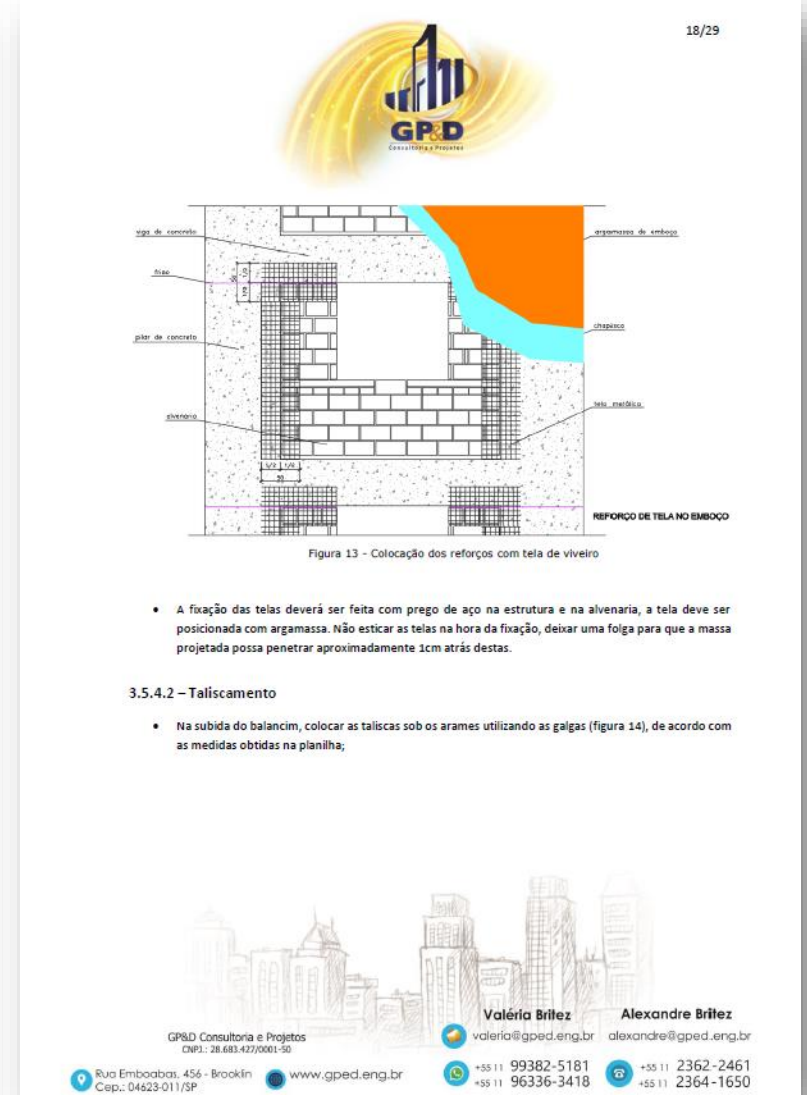 18/29
GP&D
Consultoria e Projetos
viga de concreto
argamassa de emboço
friso
50
1/2
1/2
chapisco
pilar de concreto
tela metálica
alvenaria
1/2 1/2
50
REFORÇO DE TELA NO EMBOÇO
Figura 13 - Colocação dos reforços com tela de viveiro
• A fixação das telas deverá ser feita com prego de aço na estrutura e na alvenaria, a tela deve ser
posicionada com argamassa. Não esticar as telas na hora da fixação, deixar uma folga para que a massa
projetada possa penetrar aproximadamente 1cm atrás destas.
3.5.4.2 – Taliscamento
• Na subida do balancim, colocar as taliscas sob os arames utilizando as galgas (figura 14), de acordo com
as medidas obtidas na planilha;
GP&D Consultoria e Projetos
CNPJ.: 28.683.427/0001-50
Rua Emboabas, 456 - Brooklin
Cep.: 04623-011/SP
www.gped.eng.br
Valéria Britez
valeria@gped.eng.br
+55 11 99382-5181
+55 11 96336-3418
Alexandre Britez
alexandre@gped.eng.br
+55 11 2362-2461
+55 11 2364-1650